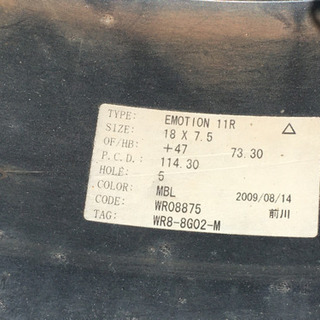 TYPE: EMOTION 11R
SIZE: 18 X 7.5
OF/HB: +47 73.30
P.C.D.: 114.30
HOLE: 5
COLOR: MBL 2009/08/14
CODE: WR08875 前川
TAG: WR8-8G02-M